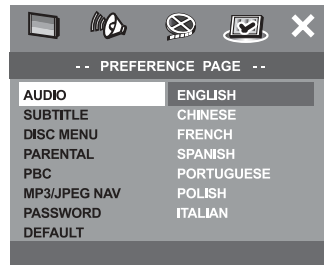 -- PREFERENCE PAGE --
AUDIO ENGLISH
SUBTITLE CHINESE
DISC MENU FRENCH
PARENTAL SPANISH
PBC PORTUGUESE
MP3/JPEG NAV POLISH
PASSWORD ITALIAN
DEFAULT